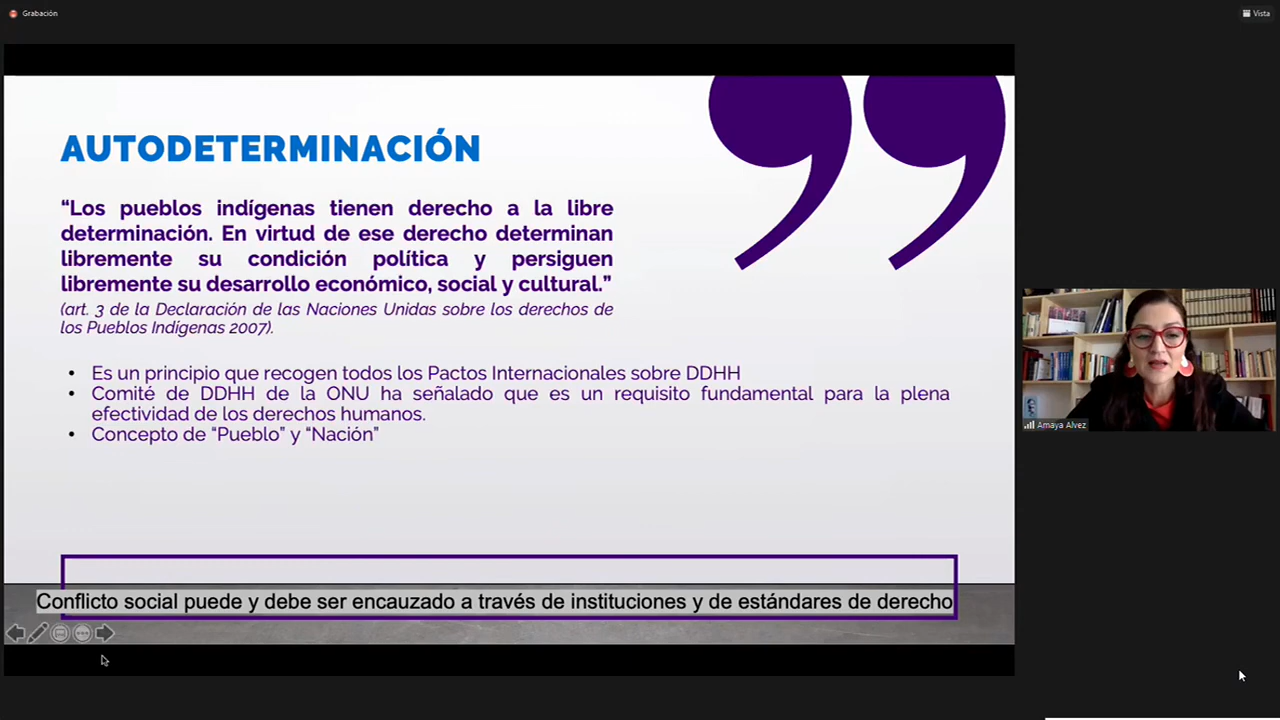 Grabación
Vista
AUTODETERMINACIÓN
“Los pueblos indígenas tienen derecho a la libre
determinación. En virtud de ese derecho determinan
libremente su condición política y persiguen
libremente su desarrollo económico, social y cultural.”
(art. 3 de la Declaración de las Naciones Unidas sobre los derechos de
los Pueblos Indígenas 2007).
• Es un principio que recogen todos los Pactos Internacionales sobre DDHH
• Comité de DDHH de la ONU ha señalado que es un requisito fundamental para la plena
efectividad de los derechos humanos.
• Concepto de “Pueblo” y “Nación”
Conflicto social puede y debe ser encauzado a través de instituciones y de estándares de derecho
Amaya Alvez